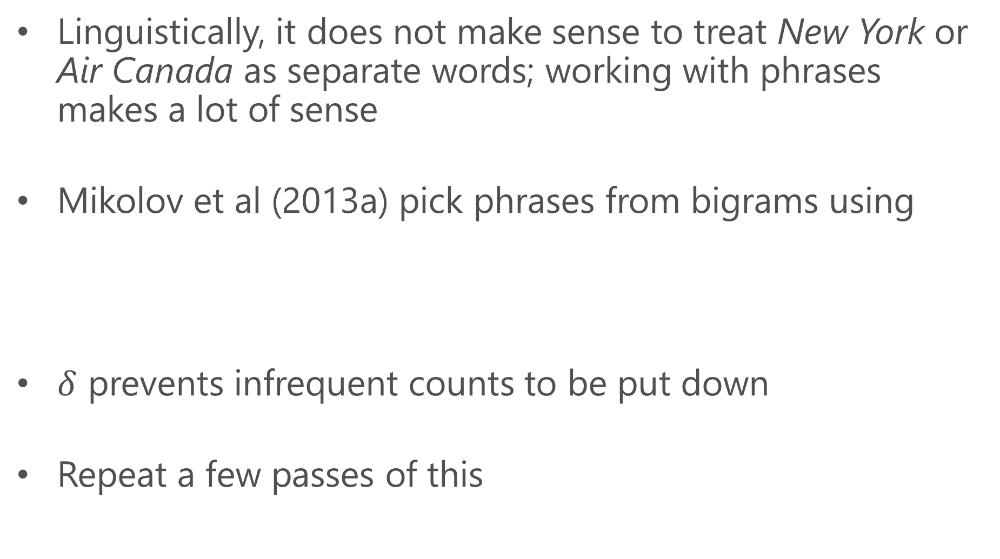 • Linguistically, it does not make sense to treat New York or
Air Canada as separate words; working with phrases
makes a lot of sense
• Mikolov et al (2013a) pick phrases from bigrams using
• 𝛿 prevents infrequent counts to be put down
• Repeat a few passes of this